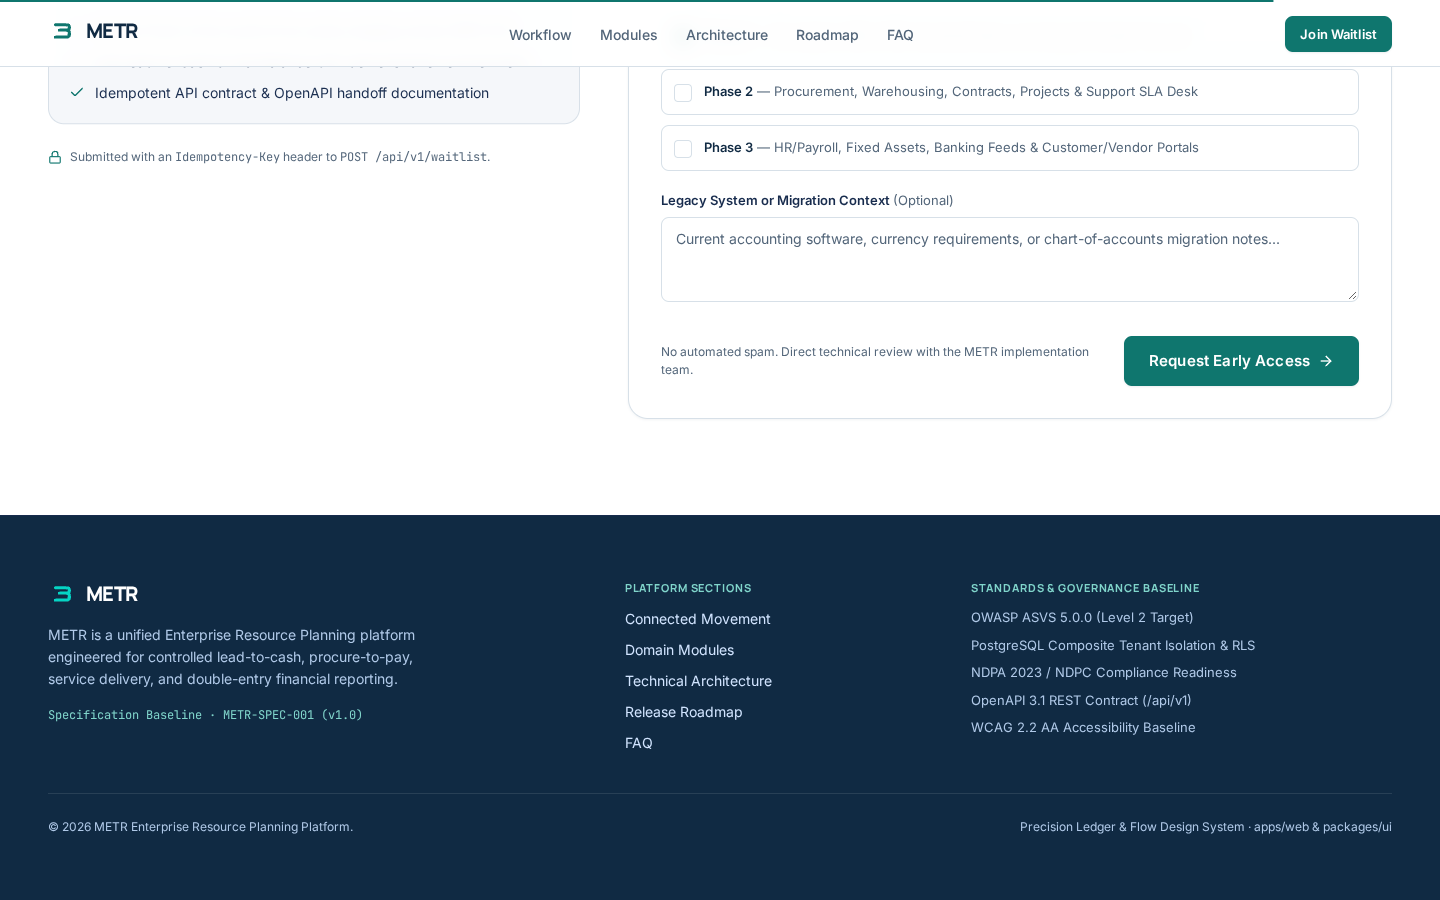 METR
Workflow
Modules
Architecture
Roadmap
FAQ
Join Waitlist
Idempotent API contract & OpenAPI handoff documentation
Submitted with an Idempotency-Key header to POST /api/v1/waitlist.
Phase 2 — Procurement, Warehousing, Contracts, Projects & Support SLA Desk
Phase 3 — HR/Payroll, Fixed Assets, Banking Feeds & Customer/Vendor Portals
Legacy System or Migration Context (Optional)
Current accounting software, currency requirements, or chart-of-accounts migration notes...
No automated spam. Direct technical review with the METR implementation
team.
Request Early Access
METR
METR is a unified Enterprise Resource Planning platform
engineered for controlled lead-to-cash, procure-to-pay,
service delivery, and double-entry financial reporting.
Specification Baseline · METR-SPEC-001 (v1.0)
PLATFORM SECTIONS
Connected Movement
Domain Modules
Technical Architecture
Release Roadmap
FAQ
STANDARDS & GOVERNANCE BASELINE
OWASP ASVS 5.0.0 (Level 2 Target)
PostgreSQL Composite Tenant Isolation & RLS
NDPA 2023 / NDPC Compliance Readiness
OpenAPI 3.1 REST Contract (/api/v1)
WCAG 2.2 AA Accessibility Baseline
© 2026 METR Enterprise Resource Planning Platform.
Precision Ledger & Flow Design System · apps/web & packages/ui